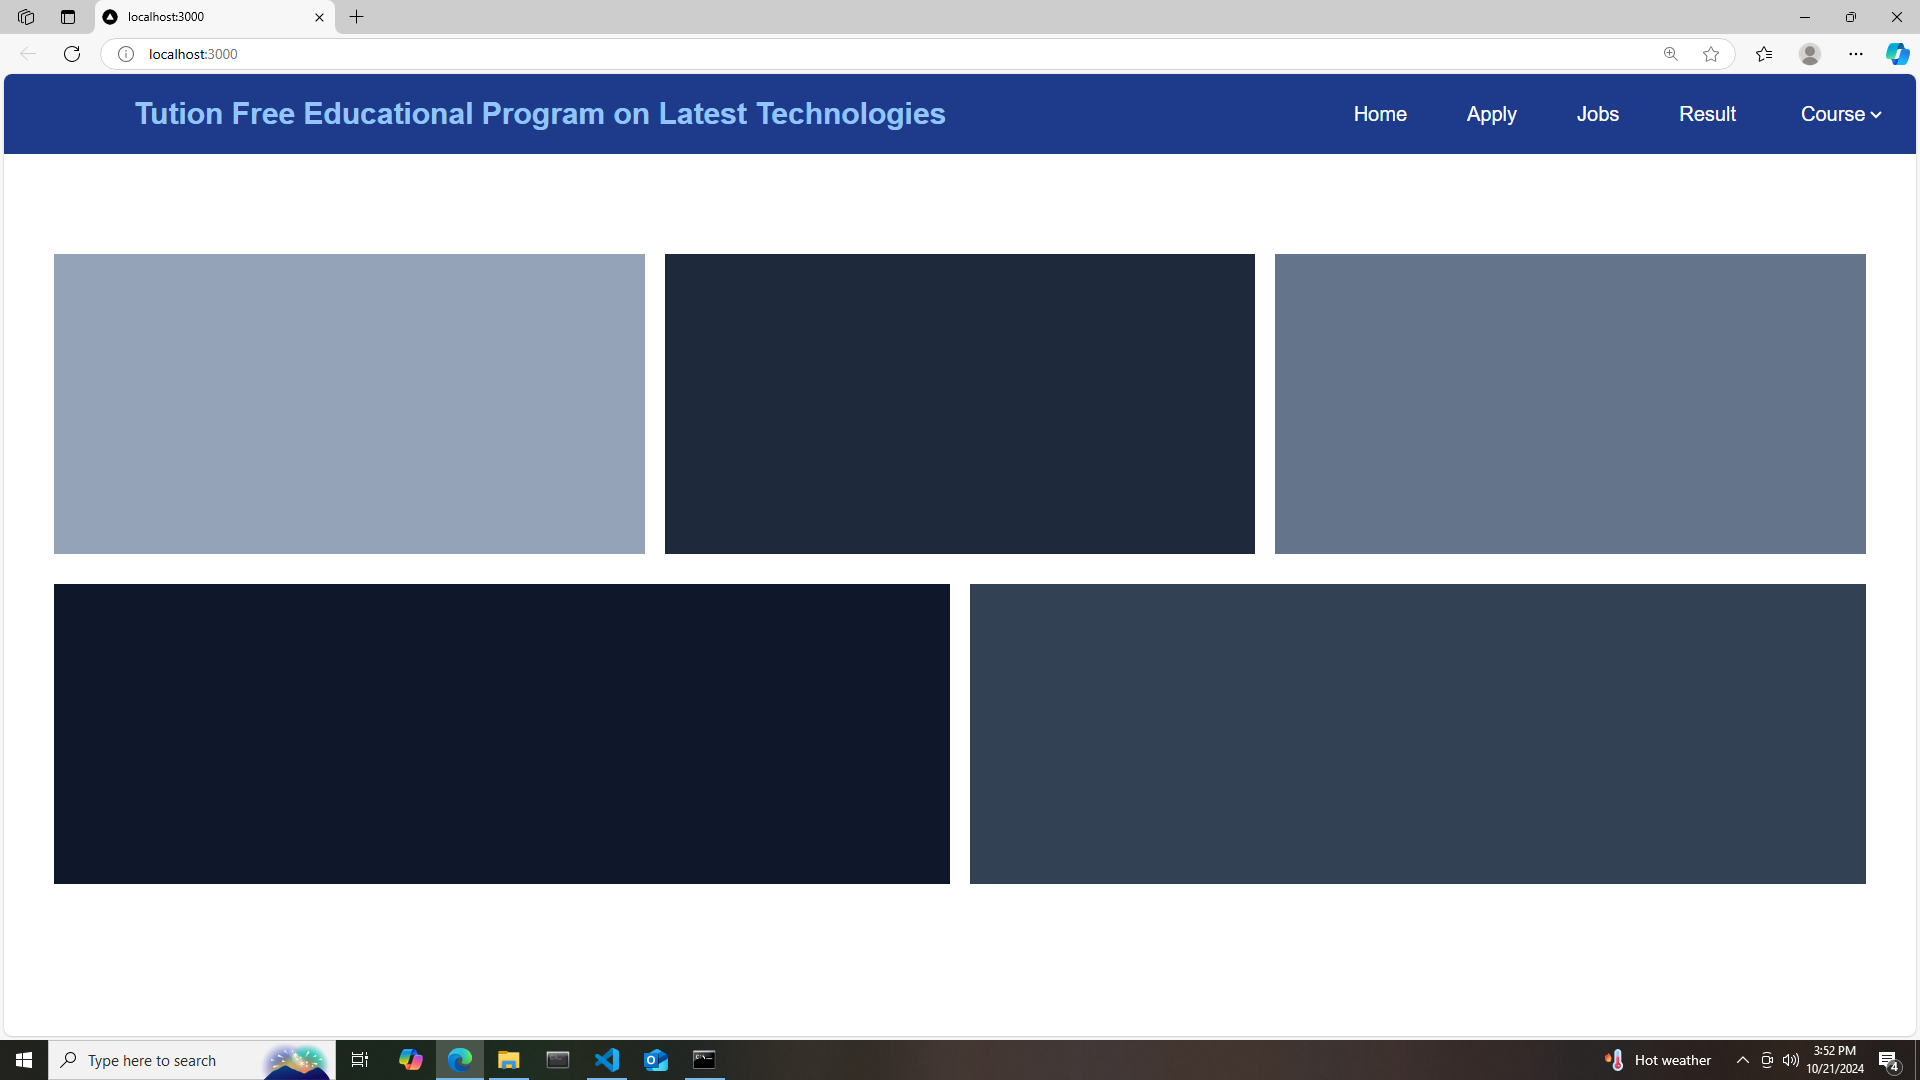 localhost:3000
localhost:3000
Tution Free Educational Program on Latest Technologies
Home Apply Jobs Result Course
Type here to search
Hot weather
3:52 PM
10/21/2024
4